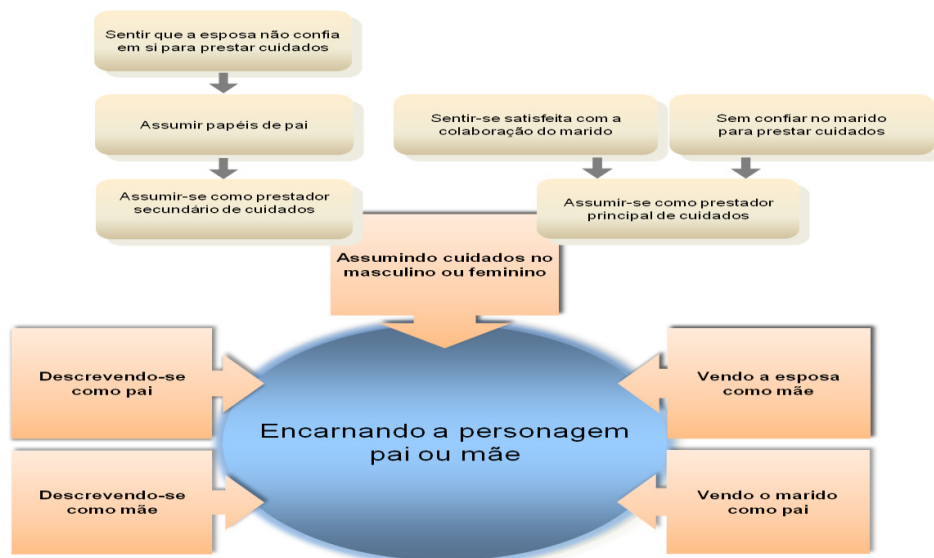 Sentir que a esposa não confia
em si para prestar cuidados
Assumir papéis de pai
Assumir-se como prestador
secundário de cuidados
Sentir-se satisfeita com a
colaboração do marido
Sem confiar no marido
para prestar cuidados
Assumir-se como prestador
principal de cuidados
Assumindo cuidados no
masculino ou feminino
Descrevendo-se
como pai
Vendo a esposa
como mãe
Encarnando a personagem
pai ou mãe
Descrevendo-se
como mãe
Vendo o marido
como pai